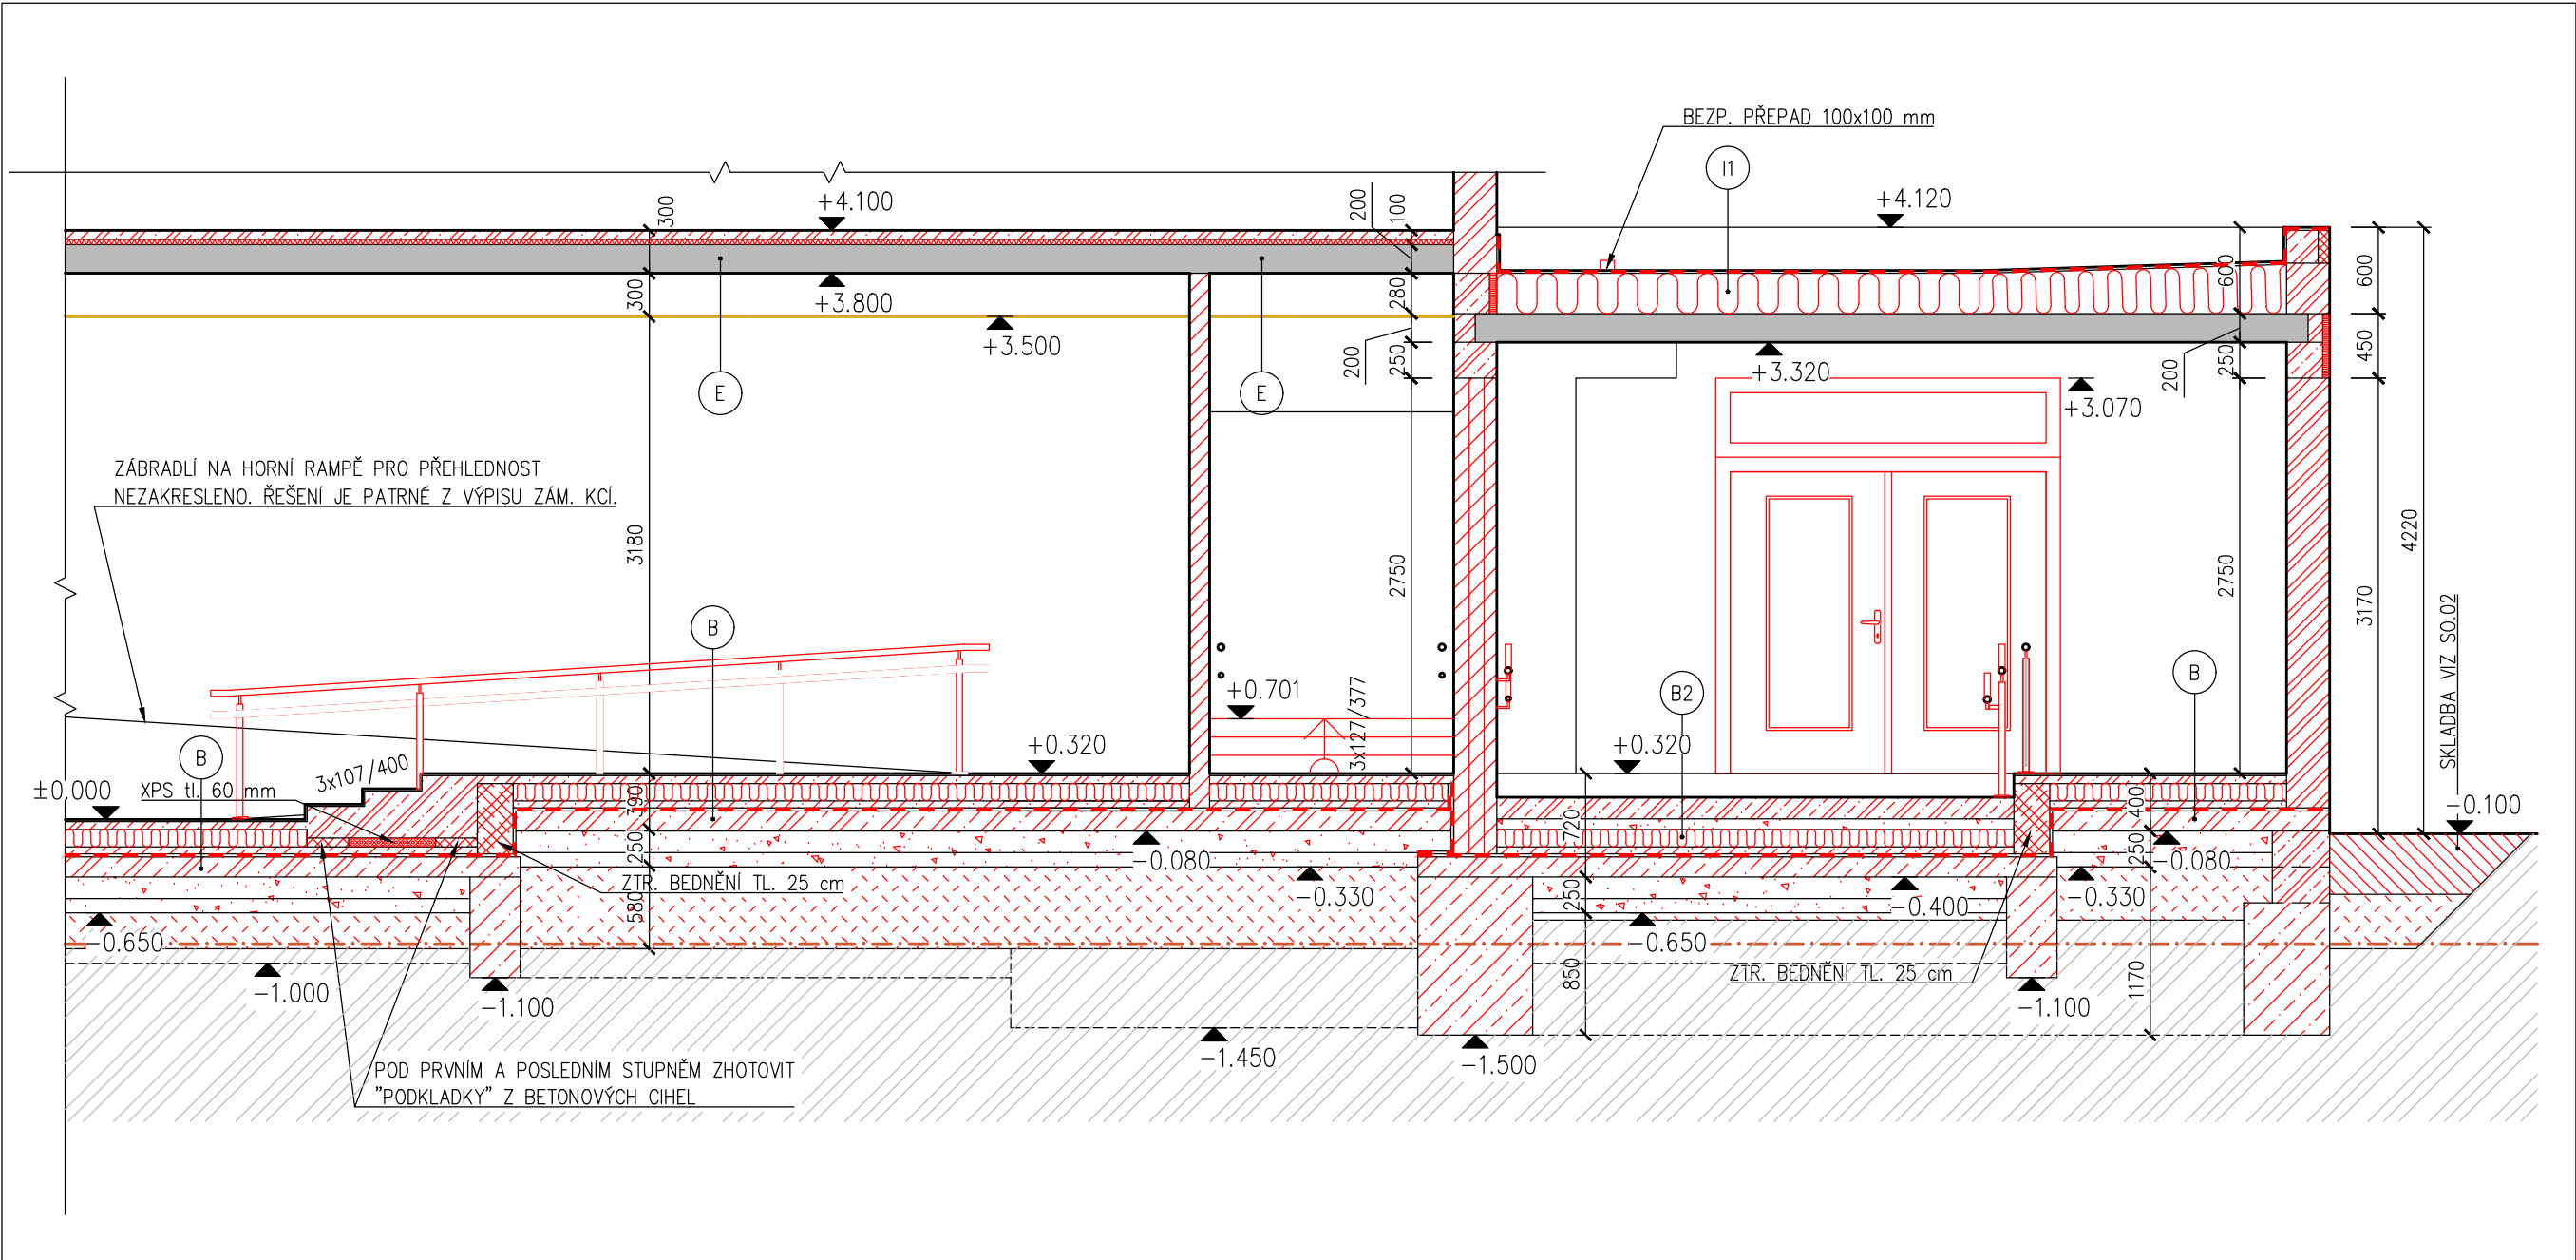 BEZP. PŘEPAD 100x100 mm
I1
+4.100
300
200
100
+4.120
+3.800
300
280
600
600
+3.500
200
250
+3.320
200
250
450
E
E
+3.070
ZÁBRADLÍ NA HORNÍ RAMPĚ PRO PŘEHLEDNOST
NEZAKRESLENO. ŘEŠENÍ JE PATRNÉ Z VÝPISU ZÁM. KCÍ.
3180
2750
2750
3170
4220
SKLADBA VIZ SO.02
B
B
B2
B
+0.701
3x127/377
+0.320
+0.320
±0.000
XPS tl. 60 mm
3x107/400
390
250
580
-0.080
-0.330
720
250
850
400
250
1170
-0.080
-0.330
-0.100
ZTR. BEDNĚNÍ TL. 25 cm
-0.400
-0.650
-0.650
ZTR. BEDNĚNÍ TL. 25 cm
-1.000
-1.100
-1.100
-1.450
-1.500
POD PRVNÍM A POSLEDNÍM STUPNĚM ZHOTOVIT
"PODKLADKY" Z BETONOVÝCH CIHEL